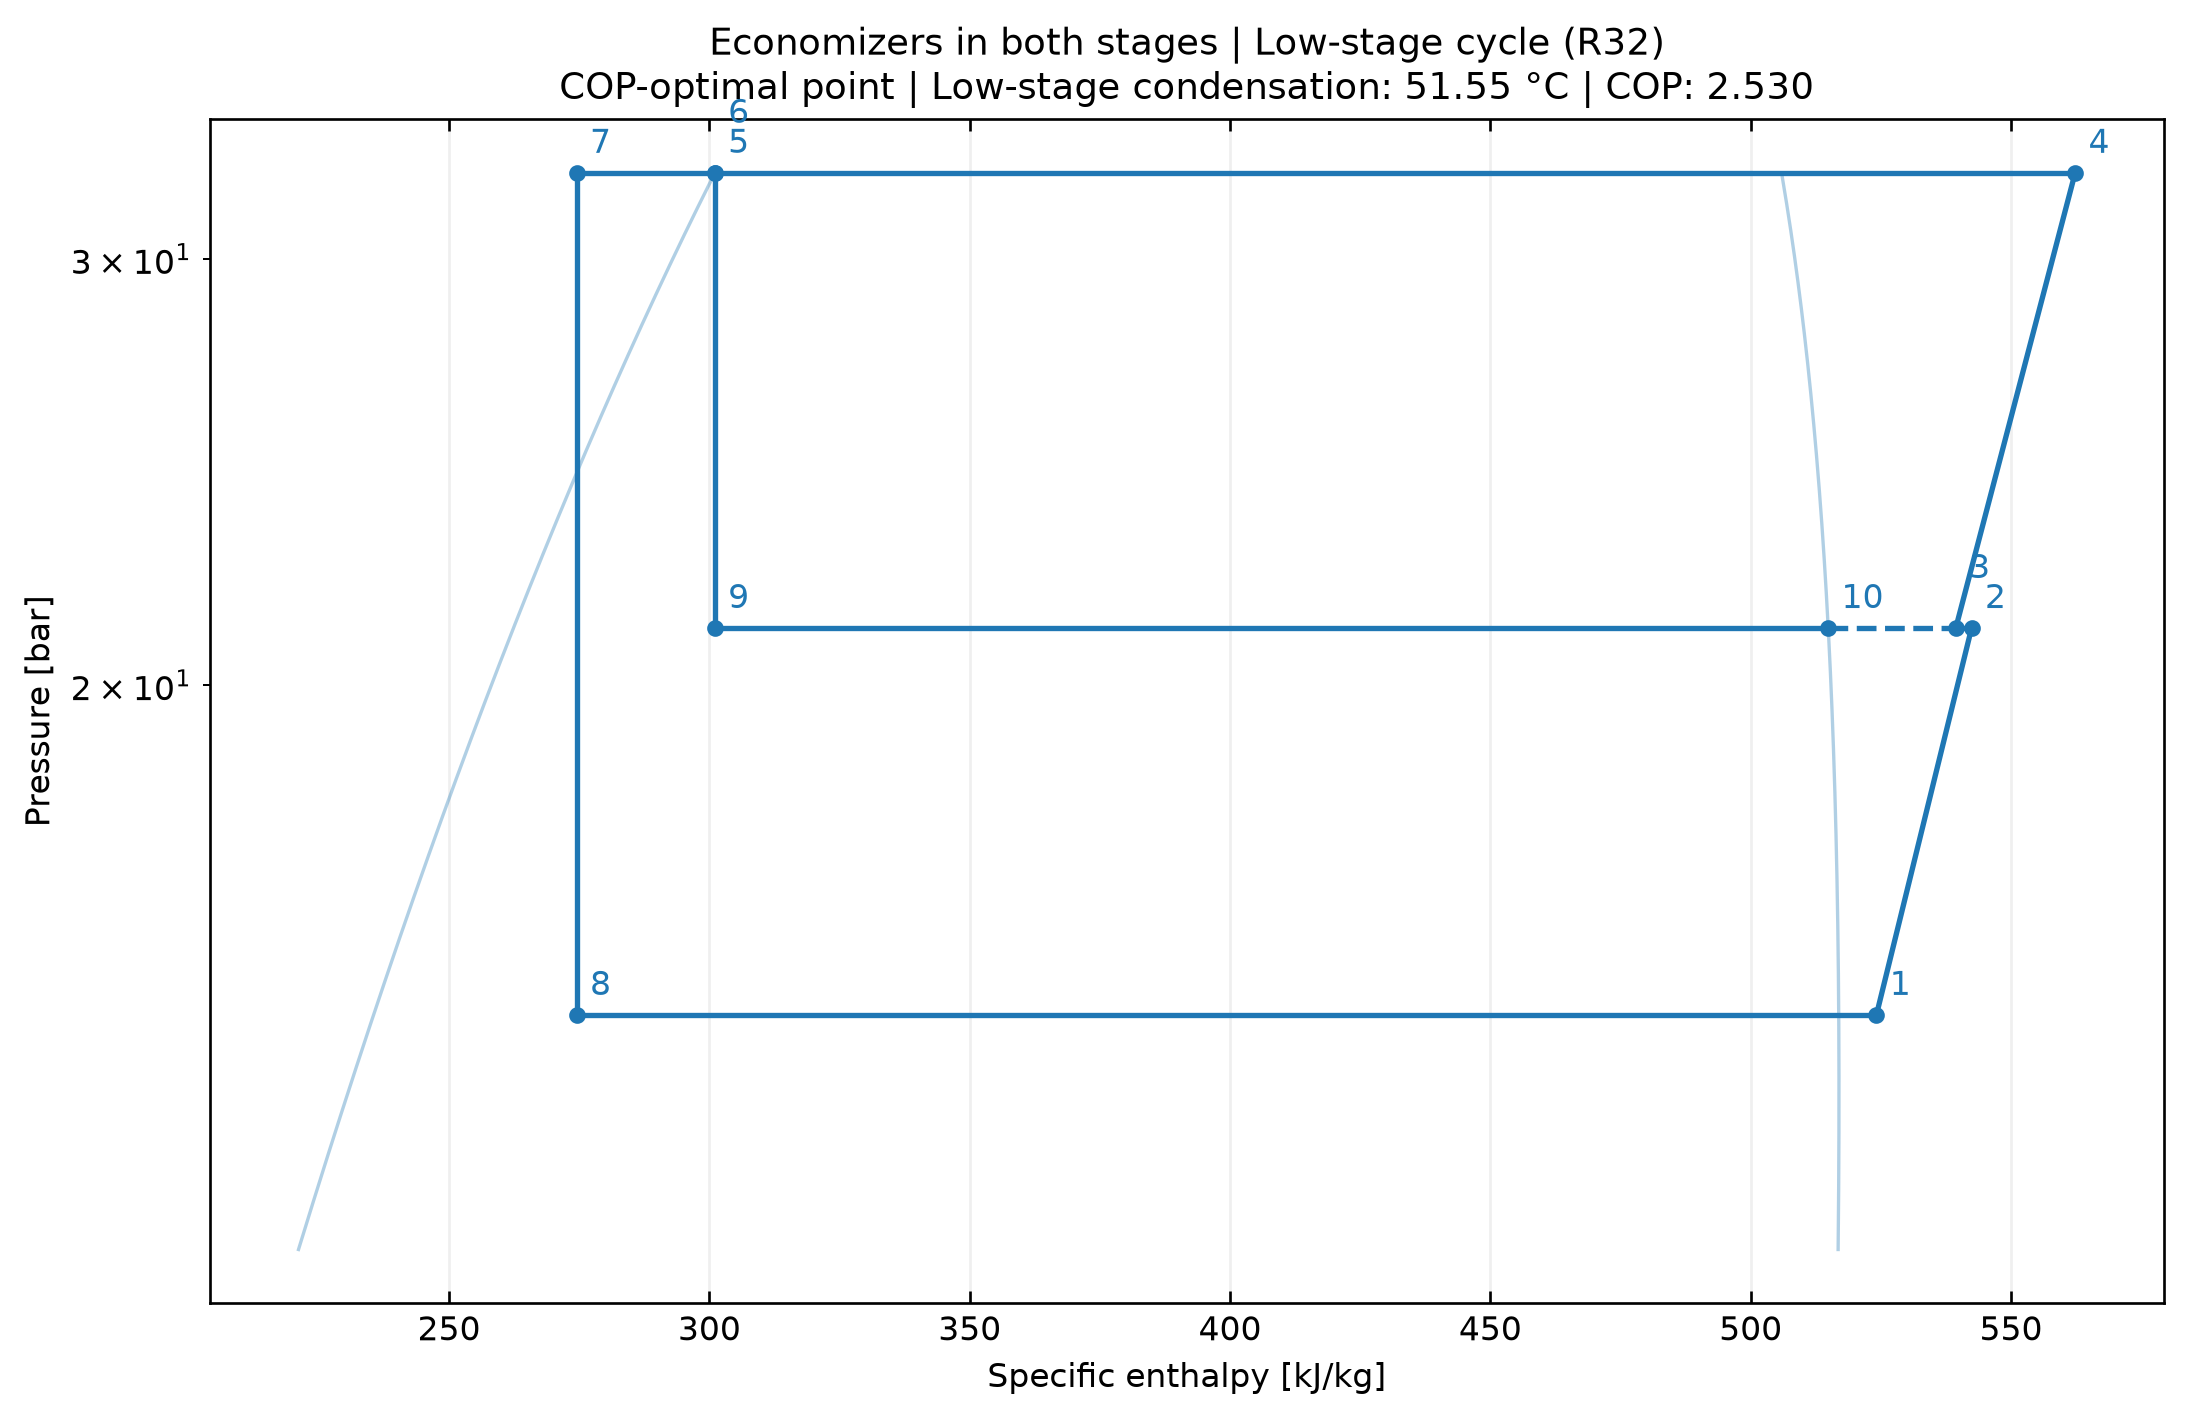 Economizers in both stages | Low-stage cycle (R32)
COP-optimal point | Low-stage condensation: 51.55 °C | COP: 2.530
6
7
5
4
3 × 10¹
3
9
10
2
2 × 10¹
8
1
250
300
350
400
450
500
550
Specific enthalpy [kJ/kg]
Pressure [bar]